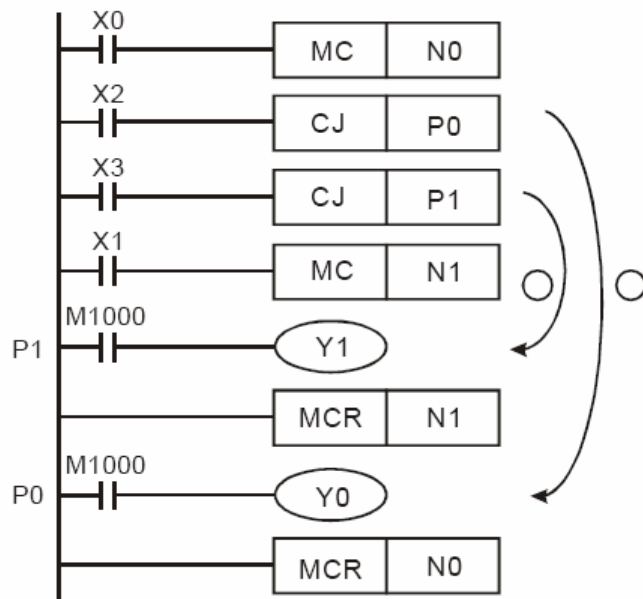 X0
MC N0
X2
CJ P0
X3
CJ P1
X1
MC N1
M1000
P1 Y1
MCR N1
M1000
P0 Y0
MCR N0